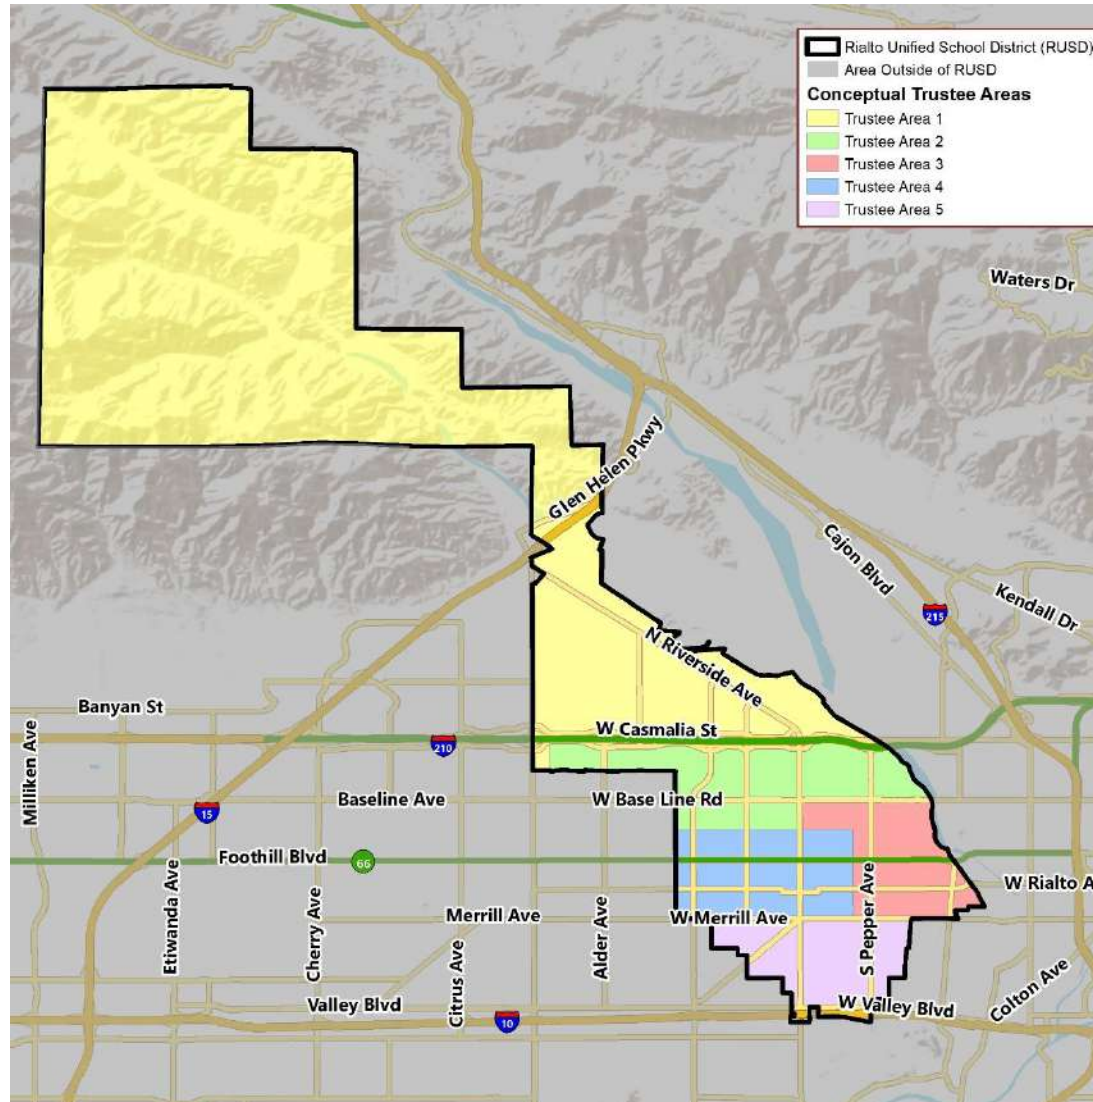 Rialto Unified School District (RUSD)
Area Outside of RUSD
Conceptual Trustee Areas
Trustee Area 1
Trustee Area 2
Trustee Area 3
Trustee Area 4
Trustee Area 5
Waters Dr
Glen Helen Pkwy
Cajon Blvd
Kendall Dr
215
N Riverside Ave
Banyan St
W Casmalia St
Milliken Ave
210
Baseline Ave
W Base Line Rd
15
Foothill Blvd
66
W Rialto A
Etiwanda Ave
Cherry Ave
Merrill Ave
W Merrill Ave
Alder Ave
S Pepper Ave
Citrus Ave
Valley Blvd
W Valley Blvd
Colton Ave
10